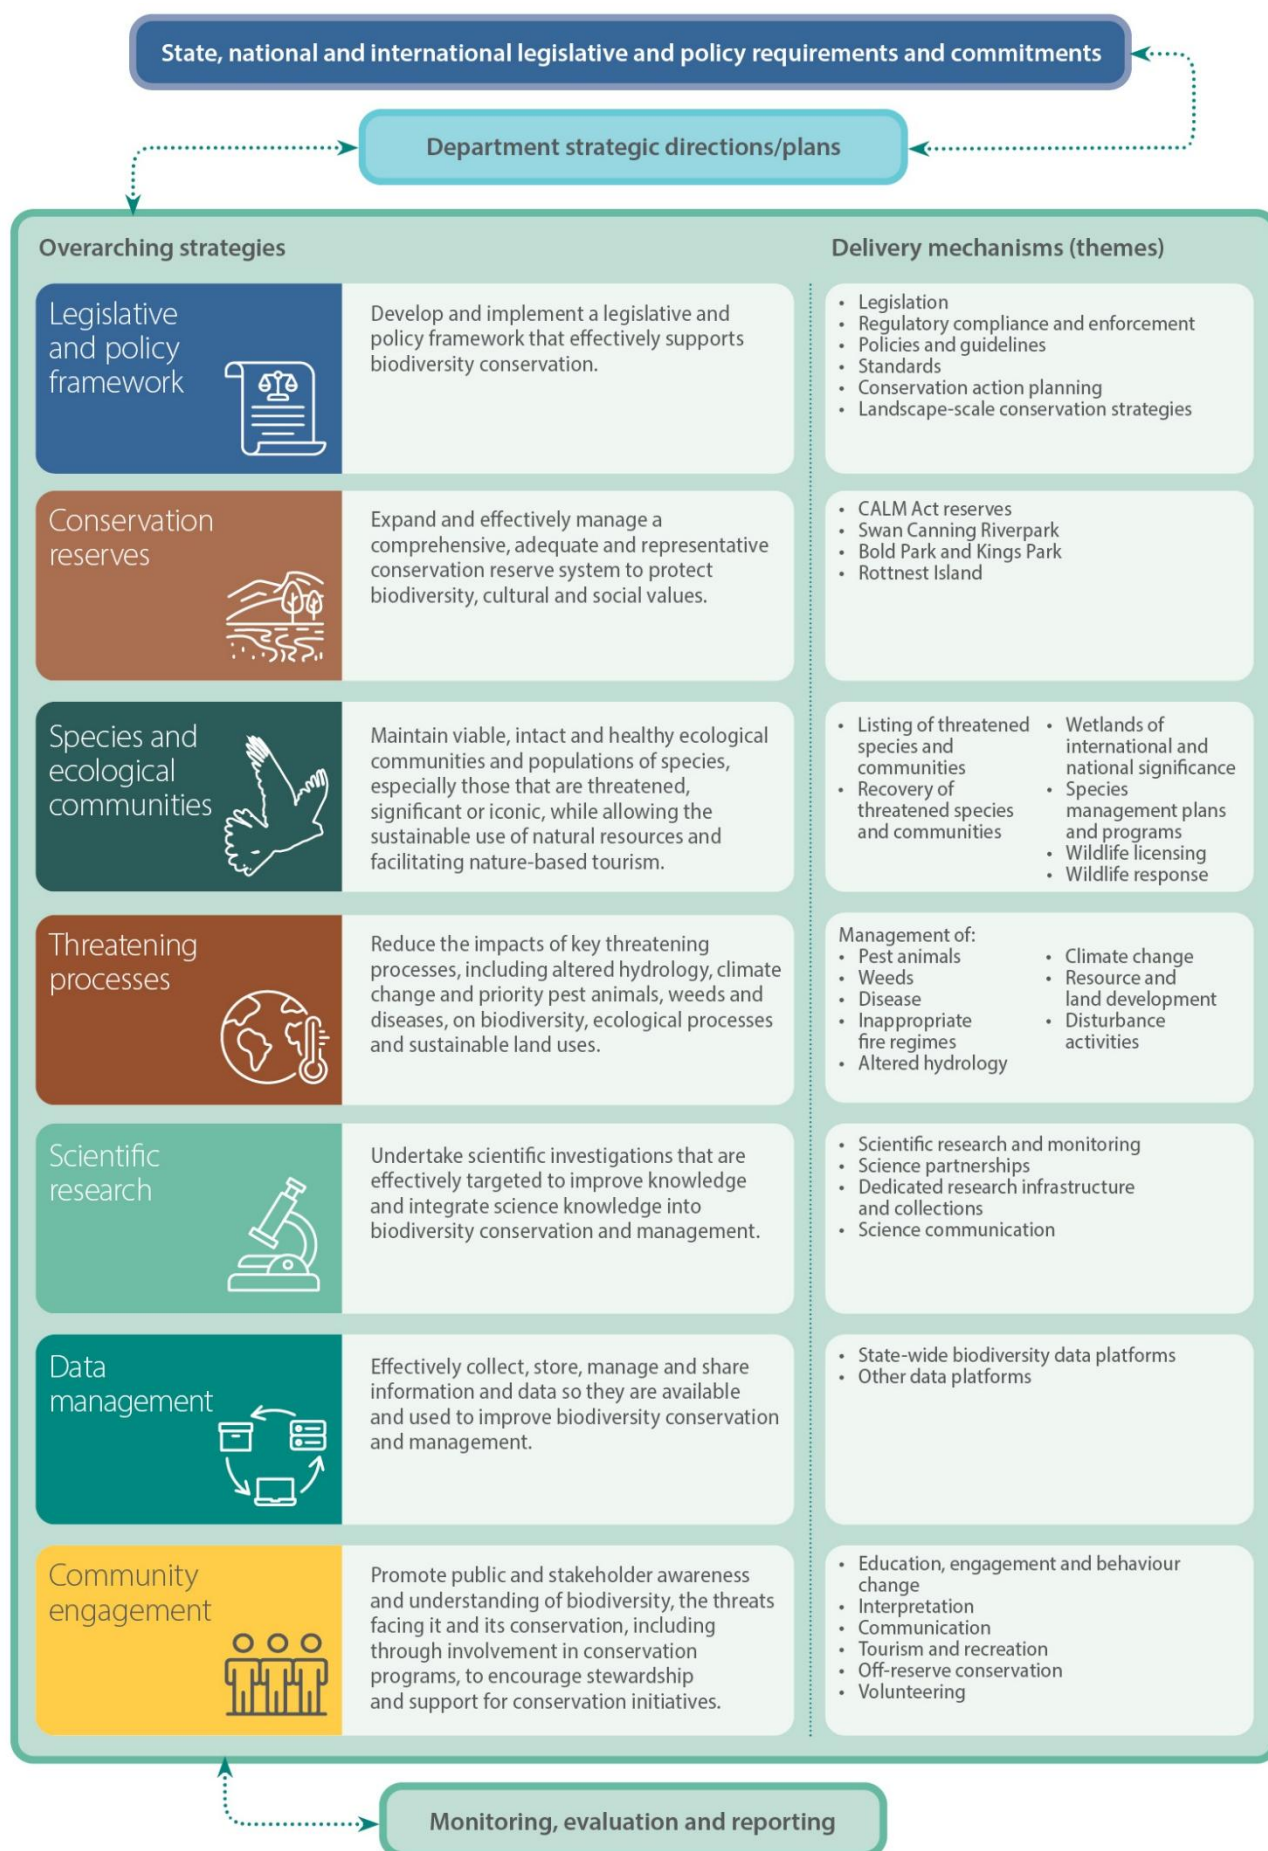 State, national and international legislative and policy requirements and commitments
Department strategic directions/plans
Overarching strategies
Delivery mechanisms (themes)
Legislative
and policy
framework
Develop and implement a legislative and
policy framework that effectively supports
biodiversity conservation.
• Legislation
• Regulatory compliance and enforcement
• Policies and guidelines
• Standards
• Conservation action planning
• Landscape-scale conservation strategies
Conservation
reserves
Expand and effectively manage a
comprehensive, adequate and representative
conservation reserve system to protect
biodiversity, cultural and social values.
• CALM Act reserves
• Swan Canning Riverpark
• Bold Park and Kings Park
• Rottnest Island
Species and
ecological
communities
Maintain viable, intact and healthy ecological
communities and populations of species,
especially those that are threatened,
significant or iconic, while allowing the
sustainable use of natural resources and
facilitating nature-based tourism.
• Listing of threatened
species and
communities
• Recovery of
threatened species
and communities
• Wetlands of
international and
national significance
• Species
management plans
and programs
• Wildlife licensing
• Wildlife response
Threatening
processes
Reduce the impacts of key threatening
processes, including altered hydrology, climate
change and priority pest animals, weeds and
diseases, on biodiversity, ecological processes
and sustainable land uses.
Management of:
• Pest animals
• Weeds
• Disease
• Inappropriate
fire regimes
• Altered hydrology
• Climate change
• Resource and
land development
• Disturbance
activities
Scientific
research
Undertake scientific investigations that are
effectively targeted to improve knowledge
and integrate science knowledge into
biodiversity conservation and management.
• Scientific research and monitoring
• Science partnerships
• Dedicated research infrastructure
and collections
• Science communication
Data
management
Effectively collect, store, manage and share
information and data so they are available
and used to improve biodiversity conservation
and management.
• State-wide biodiversity data platforms
• Other data platforms
Community
engagement
Promote public and stakeholder awareness
and understanding of biodiversity, the threats
facing it and its conservation, including
through involvement in conservation
programs, to encourage stewardship
and support for conservation initiatives.
• Education, engagement and behaviour
change
• Interpretation
• Communication
• Tourism and recreation
• Off-reserve conservation
• Volunteering
Monitoring, evaluation and reporting